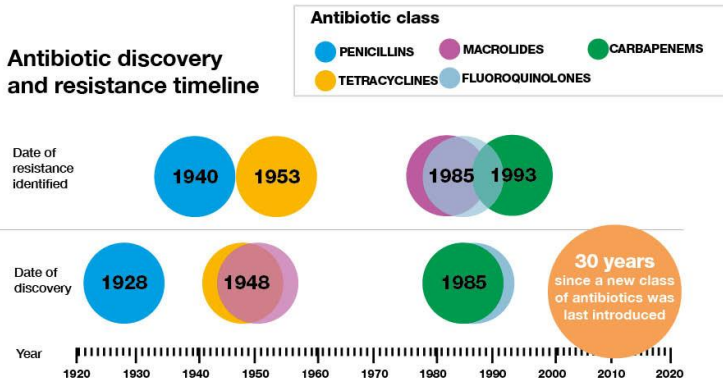 Antibiotic class
PENICILLINS MACROLIDES CARBAPENEMS
TETRACYCLINES FLUOROQUINOLONES
Antibiotic discovery
and resistance timeline
Date of
resistance
identified
1940 1953 1985 1993
Date of
discovery
1928 1948 1985
30 years
since a new class
of antibiotics was
last introduced
Year
1920 1930 1940 1950 1960 1970 1980 1985 1990 2000 2010 2020